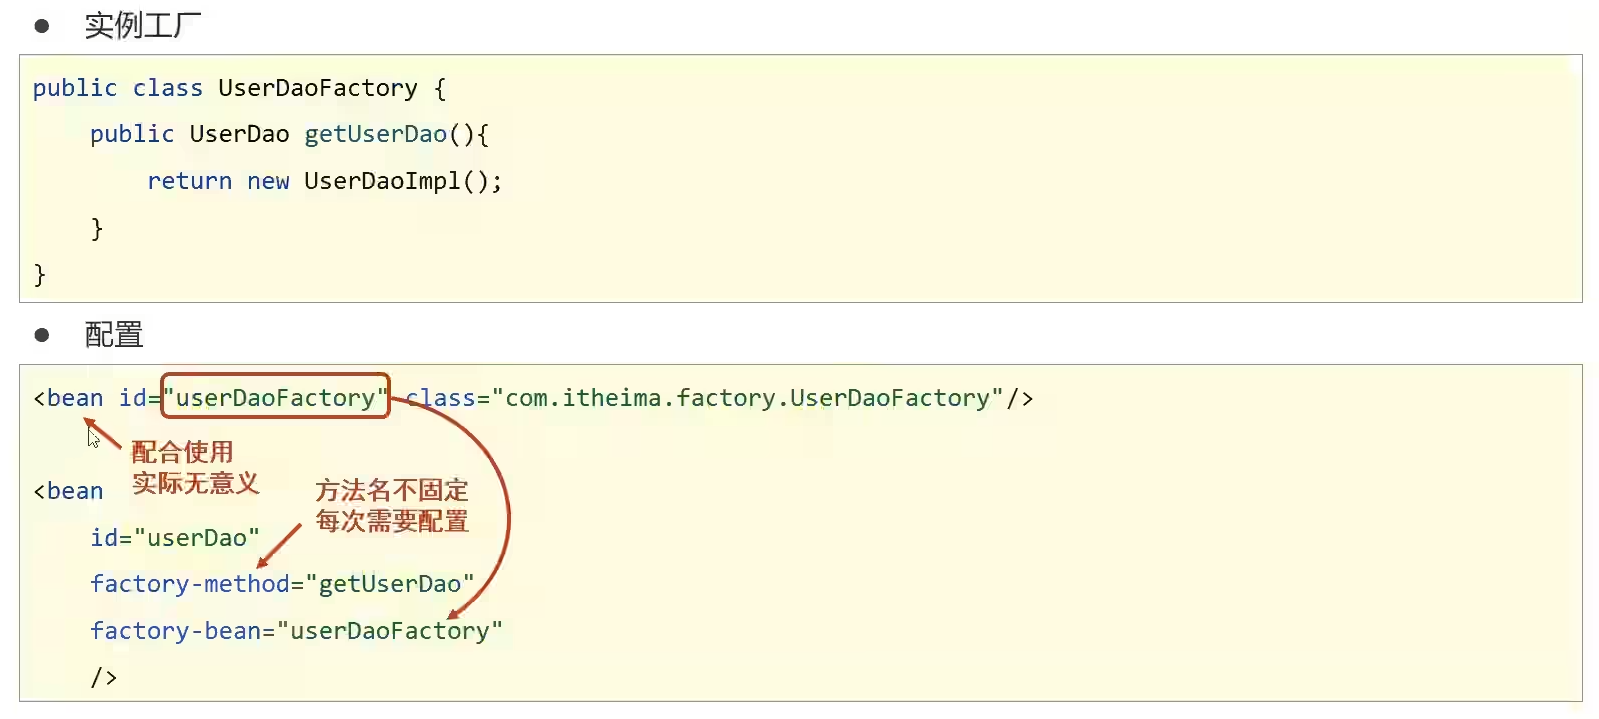 实例工厂
public class UserDaoFactory {
public UserDao getUserDao(){
return new UserDaoImpl();
}
}
配置
<bean id="userDaoFactory" class="com.itheima.factory.UserDaoFactory"/>
配合使用
实际无意义
<bean
方法名不固定
每次需要配置
id="userDao"
factory-method="getUserDao"
factory-bean="userDaoFactory"
/>